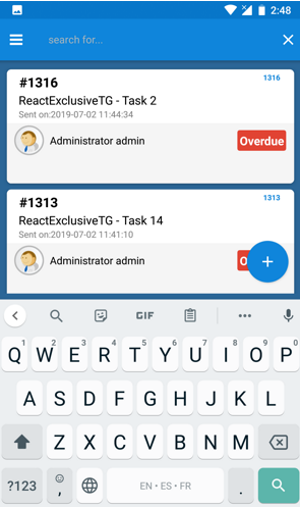 2:48
search for...
1316
#1316
ReactExclusiveTG - Task 2
Sent on:2019-07-02 11:44:34
Administrator admin
Overdue
1313
#1313
ReactExclusiveTG - Task 14
Sent on:2019-07-02 11:41:10
Administrator admin
O
+
GIF
Q W E R T Y U I O P
1 2 3 4 5 6 7 8 9 0
A S D F G H J K L
Z X C V B N M
?123 , EN • ES • FR .